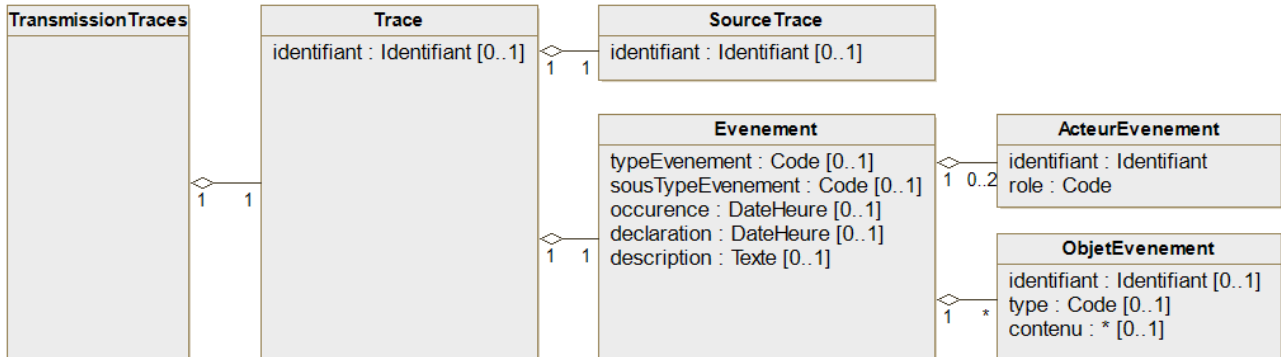 TransmissionTraces
1
1
Trace
identifiant : Identifiant [0..1]
1
1
1
1
SourceTrace
identifiant : Identifiant [0..1]
Evenement
typeEvenement : Code [0..1]
sousTypeEvenement : Code [0..1]
occurence : DateHeure [0..1]
declaration : DateHeure [0..1]
description : Texte [0..1]
1
0..2
1
*
ActeurEvenement
identifiant : Identifiant
role : Code
ObjetEvenement
identifiant : Identifiant [0..1]
type : Code [0..1]
contenu : * [0..1]